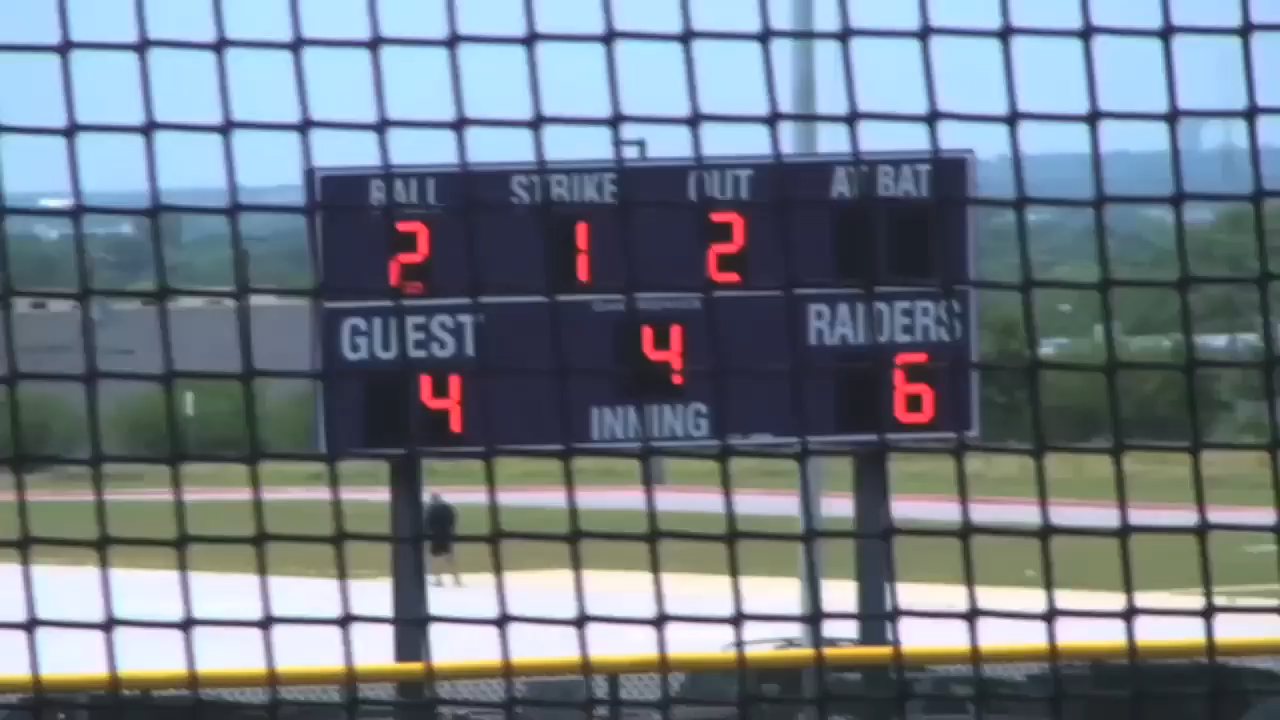 BALL STRIKE OUT AT BAT
2 1 2
GUEST RAIDERS
4 4 6
INNING